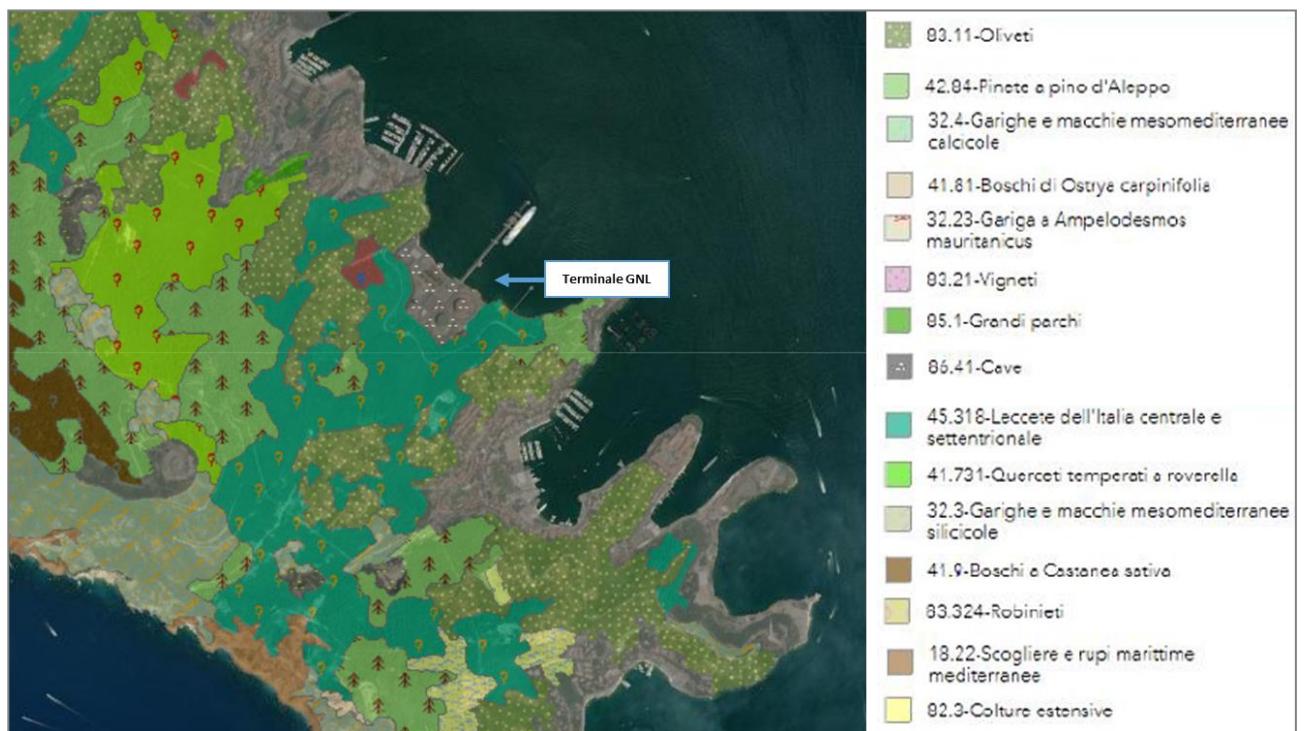 83.11-Oliveti
42.84-Pinete a pino d'Aleppo
32.4-Garighe e macchie mesomediterranee
calcicole
41.81-Boschi di Ostrya carpinifolia
32.23-Gariga a Ampelodesmos
mauritanicus
Terminale GNL
83.21-Vigneti
85.1-Grandi parchi
86.41-Cave
45.318-Leccete dell'Italia centrale e
settentrionale
41.731-Querceti temperati a roverella
32.3-Garighe e macchie mesomediterranee
silicicole
41.9-Boschi a Castanea sativa
83.324-Robinieti
18.22-Scogliere e rupi marittime
mediterranee
82.3-Colture estensive